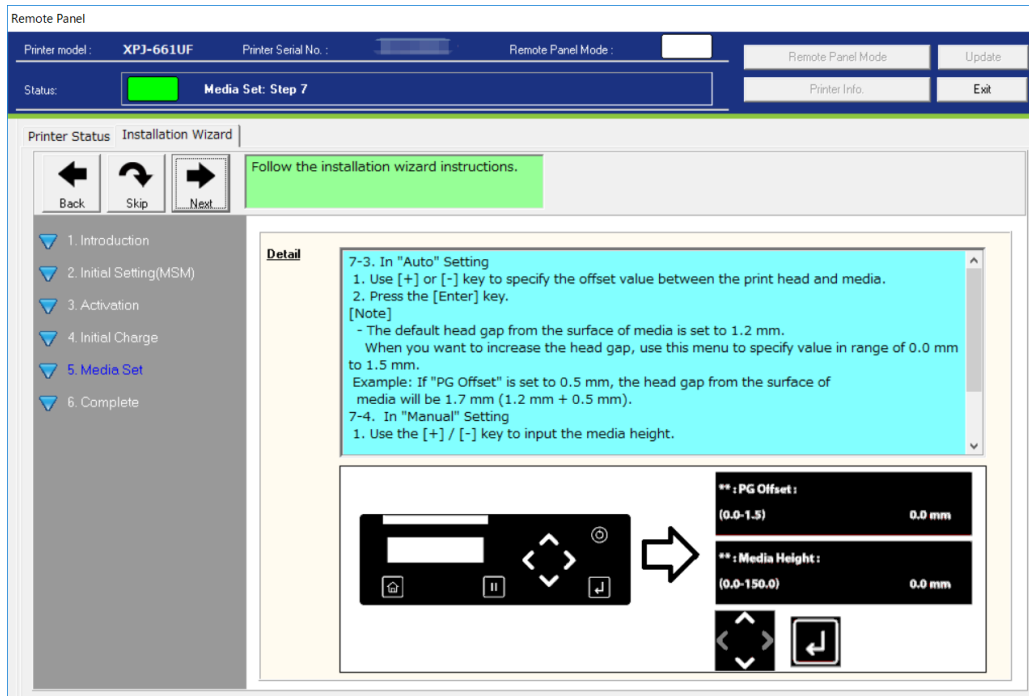 Remote Panel
Printer model : XPJ-661UF Printer Serial No. : Remote Panel Mode :
Remote Panel Mode Update
Status: Media Set: Step 7
Printer Info. Exit
Printer Status Installation Wizard
Back Skip Next
Follow the installation wizard instructions.
1. Introduction
2. Initial Setting(MSM)
3. Activation
4. Initial Charge
5. Media Set
6. Complete
Detail
7-3. In "Auto" Setting
1. Use [+] or [-] key to specify the offset value between the print head and media.
2. Press the [Enter] key.
[Note]
- The default head gap from the surface of media is set to 1.2 mm.
When you want to increase the head gap, use this menu to specify value in range of 0.0 mm
to 1.5 mm.
Example: If "PG Offset" is set to 0.5 mm, the head gap from the surface of
media will be 1.7 mm (1.2 mm + 0.5 mm).
7-4. In "Manual" Setting
1. Use the [+] / [-] key to input the media height.
** : PG Offset :
(0.0-1.5) 0.0 mm
** : Media Height :
(0.0-150.0) 0.0 mm